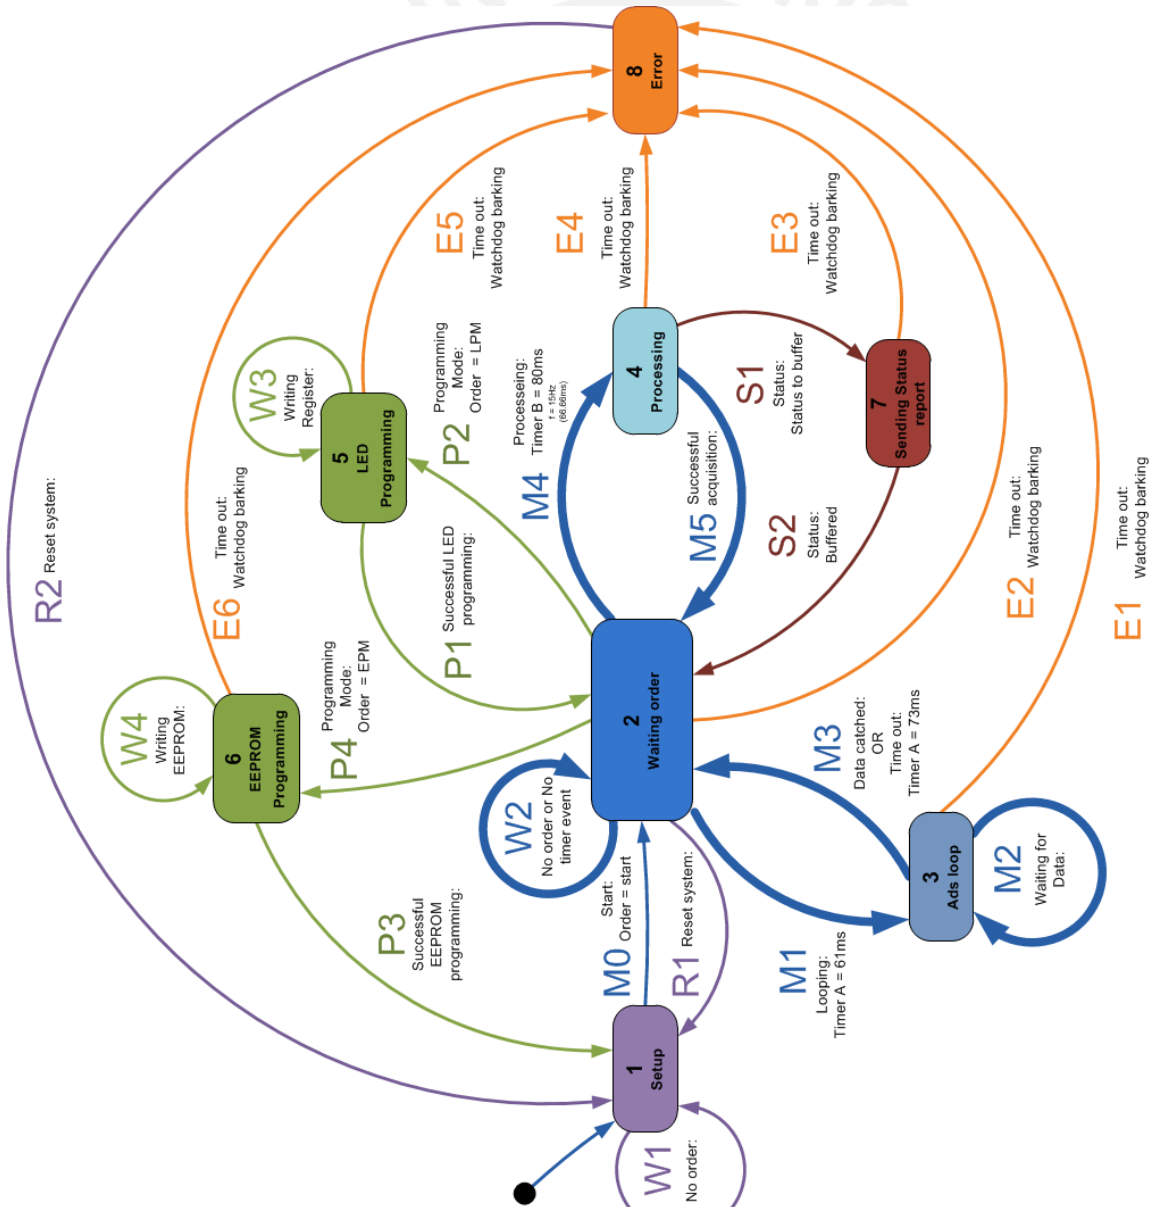 R2 Reset system:
8
Error
E6
Time out:
Watchdog barking
E5
Time out:
Watchdog barking
E4
Time out:
Watchdog barking
E3
Time out:
Watchdog barking
E2
Time out:
Watchdog barking
E1
Time out:
Watchdog barking
W4
Writing
EEPROM:
6
EEPROM
Programming
W3
Writing
Register:
5
LED
Programming
P4
Programming
Mode:
Order = EPM
P1
Successful LED
programming:
P2
Programming
Mode:
Order = LPM
P3
Successful
EEPROM
programming:
M4
Processeing:
Timer B = 80ms
f = 15Hz
(66.66ms)
4
Processing
M5
Successful
acquisition:
S1
Status:
Status to buffer
7
Sending Status
report
S2
Status:
Buffered
2
Waiting order
W2
No order or No
timer event
M0
Start:
Order = start
R1 Reset system:
M1
Looping:
Timer A = 61ms
M3
Data catched:
OR
Time out:
Timer A = 73ms
3
Ads loop
M2
Waiting for
Data:
1
Setup
W1
No order: